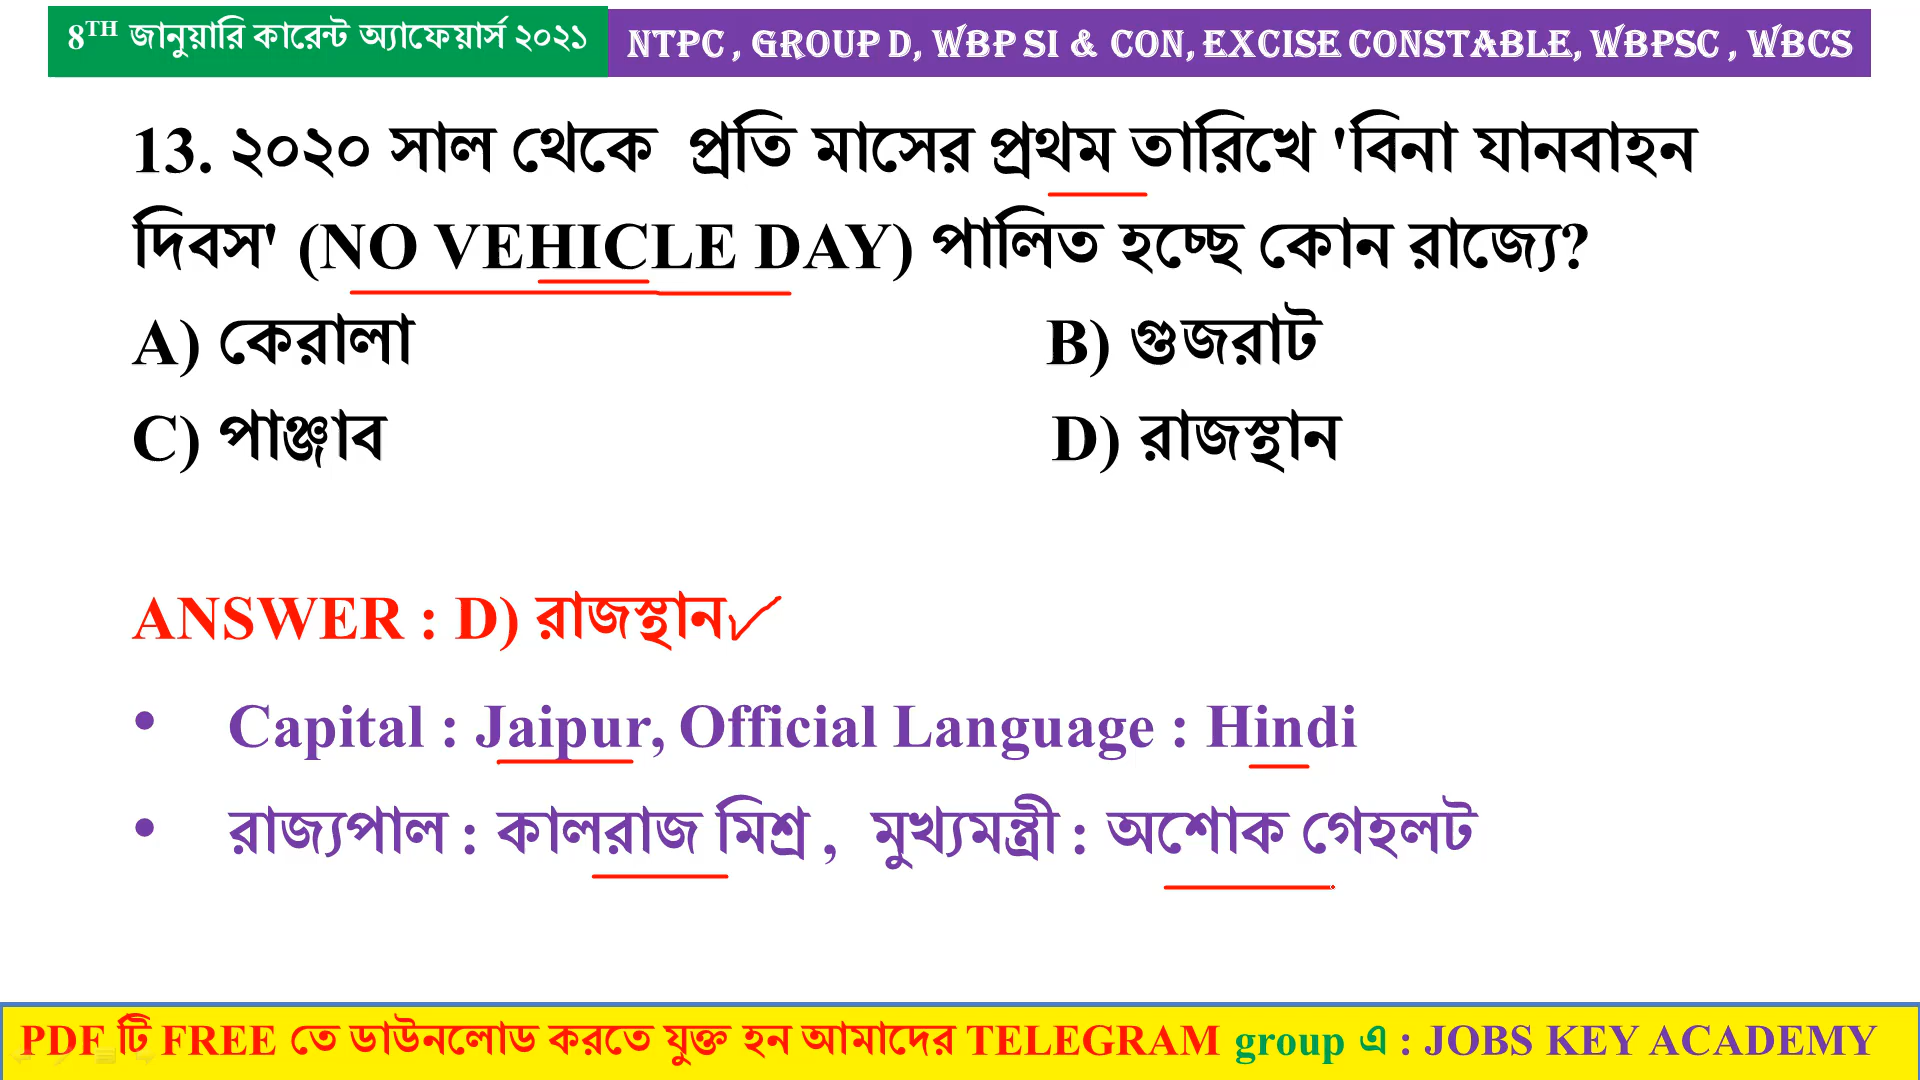 8TH জানুয়ারি কারেন্ট অ্যাফেয়ার্স ২০২১
NTPC , GROUP D, WBP SI & CON, EXCISE CONSTABLE, WBPSC , WBCS
13. ২০২০ সাল থেকে প্রতি মাসের প্রথম তারিখে 'বিনা যানবাহন
দিবস' (NO VEHICLE DAY) পালিত হচ্ছে কোন রাজ্যে?
A) কেরালা B) গুজরাট
C) পাঞ্জাব D) রাজস্থান
ANSWER : D) রাজস্থান
• Capital : Jaipur, Official Language : Hindi
• রাজ্যপাল : কালরাজ মিশ্র , মুখ্যমন্ত্রী : অশোক গেহলট
PDF টি FREE তে ডাউনলোড করতে যুক্ত হন আমাদের TELEGRAM group এ : JOBS KEY ACADEMY